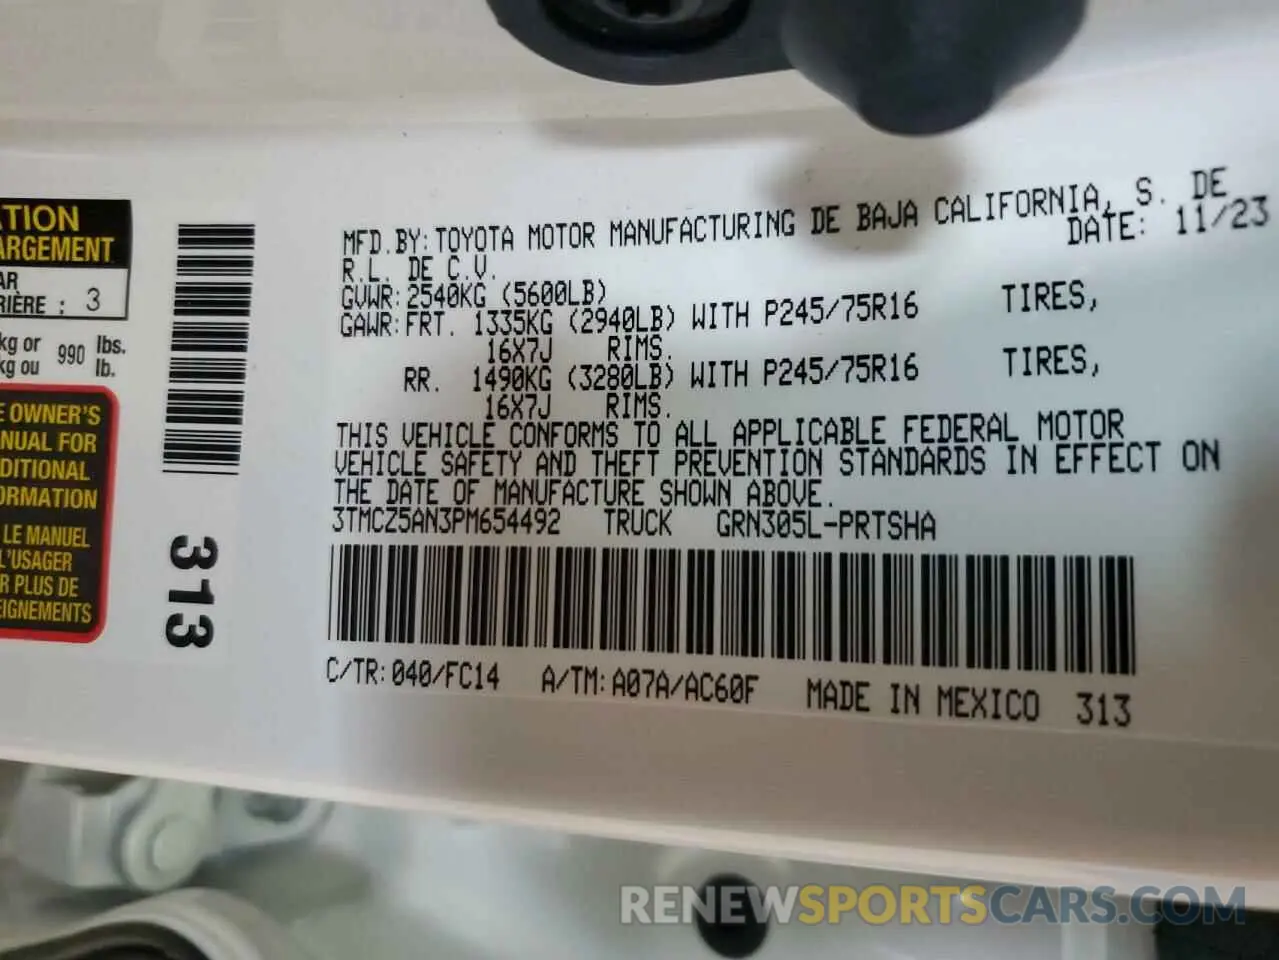 TION
ARGEMENT
AR
RIÈRE : 3
kg or 990 lbs.
kg ou lb.
E OWNER'S
NUAL FOR
DITIONAL
ORMATION
LE MANUEL
L'USAGER
R PLUS DE
EIGNEMENTS
313
MFD.BY:TOYOTA MOTOR MANUFACTURING DE BAJA CALIFORNIA, S. DE
R.L. DE C.V. DATE: 11/23
GVWR:2540KG (5600LB)
GAWR:FRT. 1335KG (2940LB) WITH P245/75R16 TIRES,
16X7J RIMS.
RR. 1490KG (3280LB) WITH P245/75R16 TIRES,
16X7J RIMS.
THIS VEHICLE CONFORMS TO ALL APPLICABLE FEDERAL MOTOR
VEHICLE SAFETY AND THEFT PREVENTION STANDARDS IN EFFECT ON
THE DATE OF MANUFACTURE SHOWN ABOVE.
3TMCZ5AN3PM654492 TRUCK GRN305L-PRTSHA
C/TR:040/FC14 A/TM:A07A/AC60F MADE IN MEXICO 313
RENEWSPORTSCARS.COM